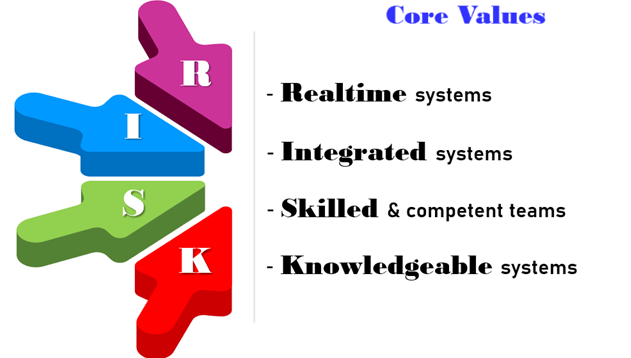 Core Values
R
I
S
K
- Realtime systems
- Integrated systems
- Skilled & competent teams
- Knowledgeable systems